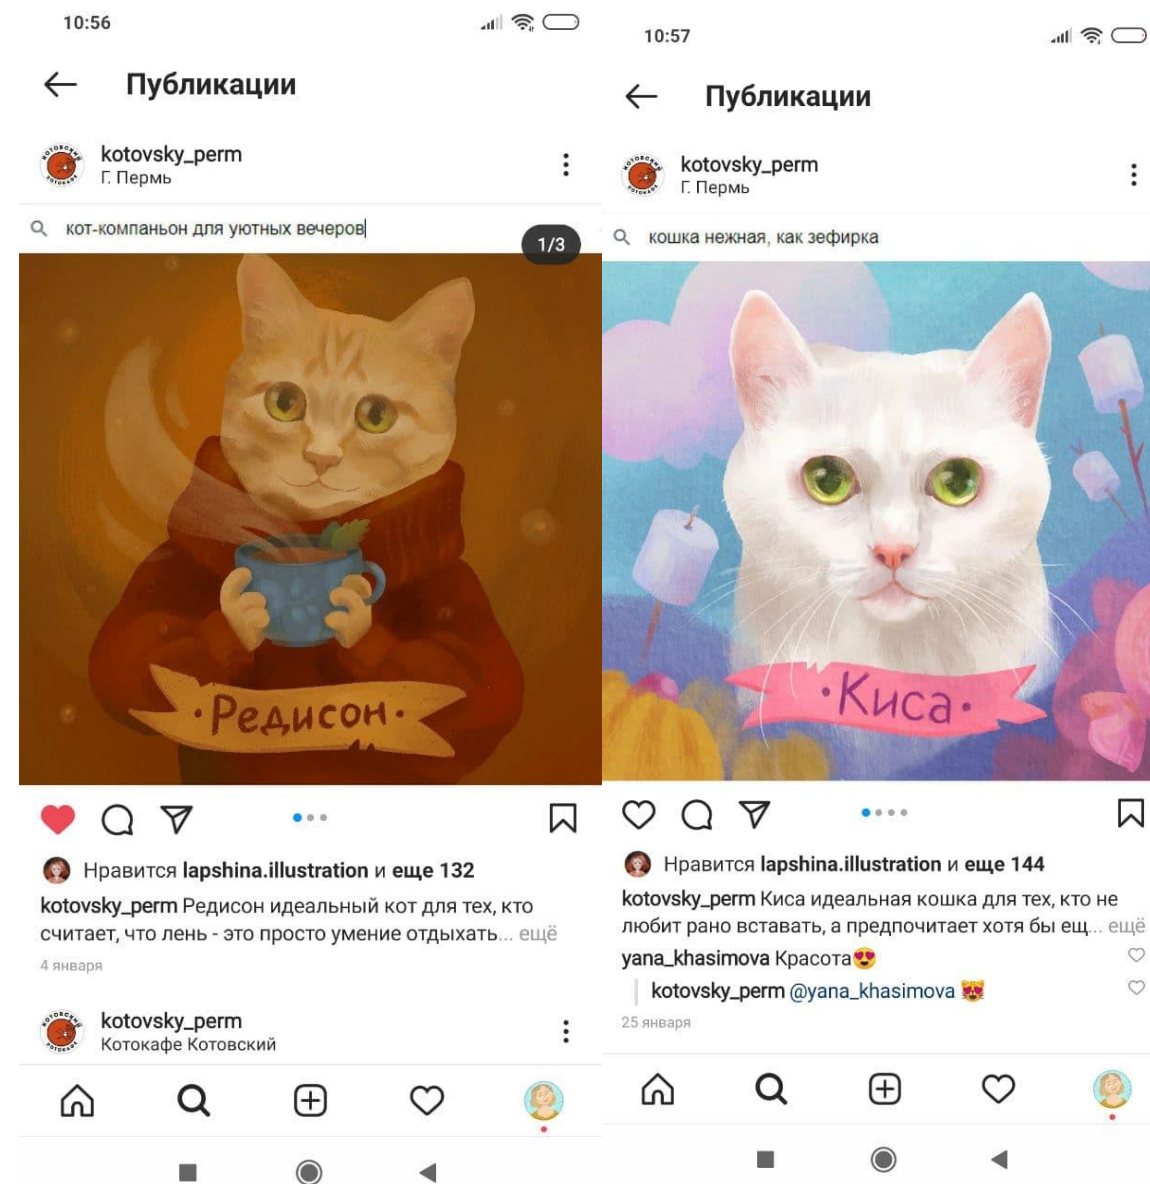 10:56
Публикации
kotovsky_perm
Г. Пермь
кот-компаньон для уютных вечеров
1/3
·Редисон·
Нравится lapshina.illustration и еще 132
kotovsky_perm Редисон идеальный кот для тех, кто
считает, что лень - это просто умение отдыхать... ещё
4 января
kotovsky_perm
Котокафе Котовский
10:57
Публикации
kotovsky_perm
Г. Пермь
кошка нежная, как зефирка
·Киса·
Нравится lapshina.illustration и еще 144
kotovsky_perm Киса идеальная кошка для тех, кто не
любит рано вставать, а предпочитает хотя бы ещ... ещё
yana_khasimova Красота😍
kotovsky_perm @yana_khasimova 😻
25 января